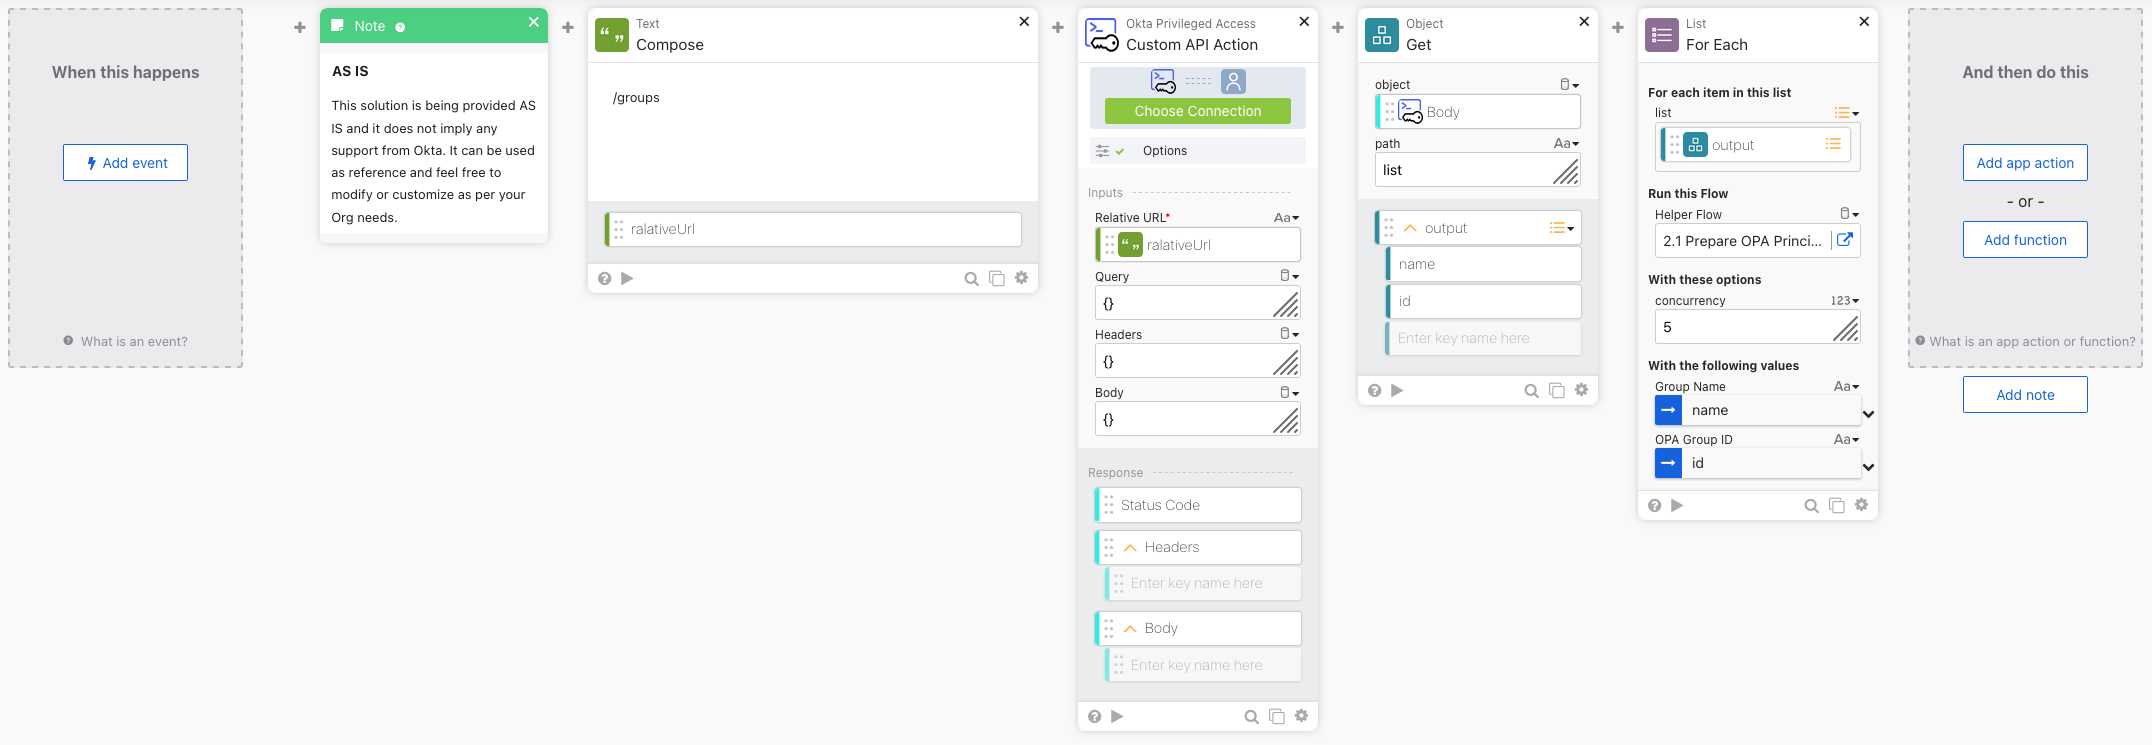 When this happens
Add event
What is an event?
Note
AS IS
This solution is being provided AS
IS and it does not imply any
support from Okta. It can be used
as reference and feel free to
modify or customize as per your
Org needs.
Text
Compose
/groups
ralativeUrl
Okta Privileged Access
Custom API Action
Choose Connection
Options
Inputs
Relative URL*
Aa
ralativeUrl
Query
{}
Headers
{}
Body
{}
Response
Status Code
Headers
Enter key name here
Body
Enter key name here
Object
Get
object
Body
path
Aa
list
output
name
id
Enter key name here
List
For Each
For each item in this list
list
output
Run this Flow
Helper Flow
2.1 Prepare OPA Princi...
With these options
concurrency
123
5
With the following values
Group Name
Aa
name
OPA Group ID
Aa
id
And then do this
Add app action
- or -
Add function
What is an app action or function?
Add note